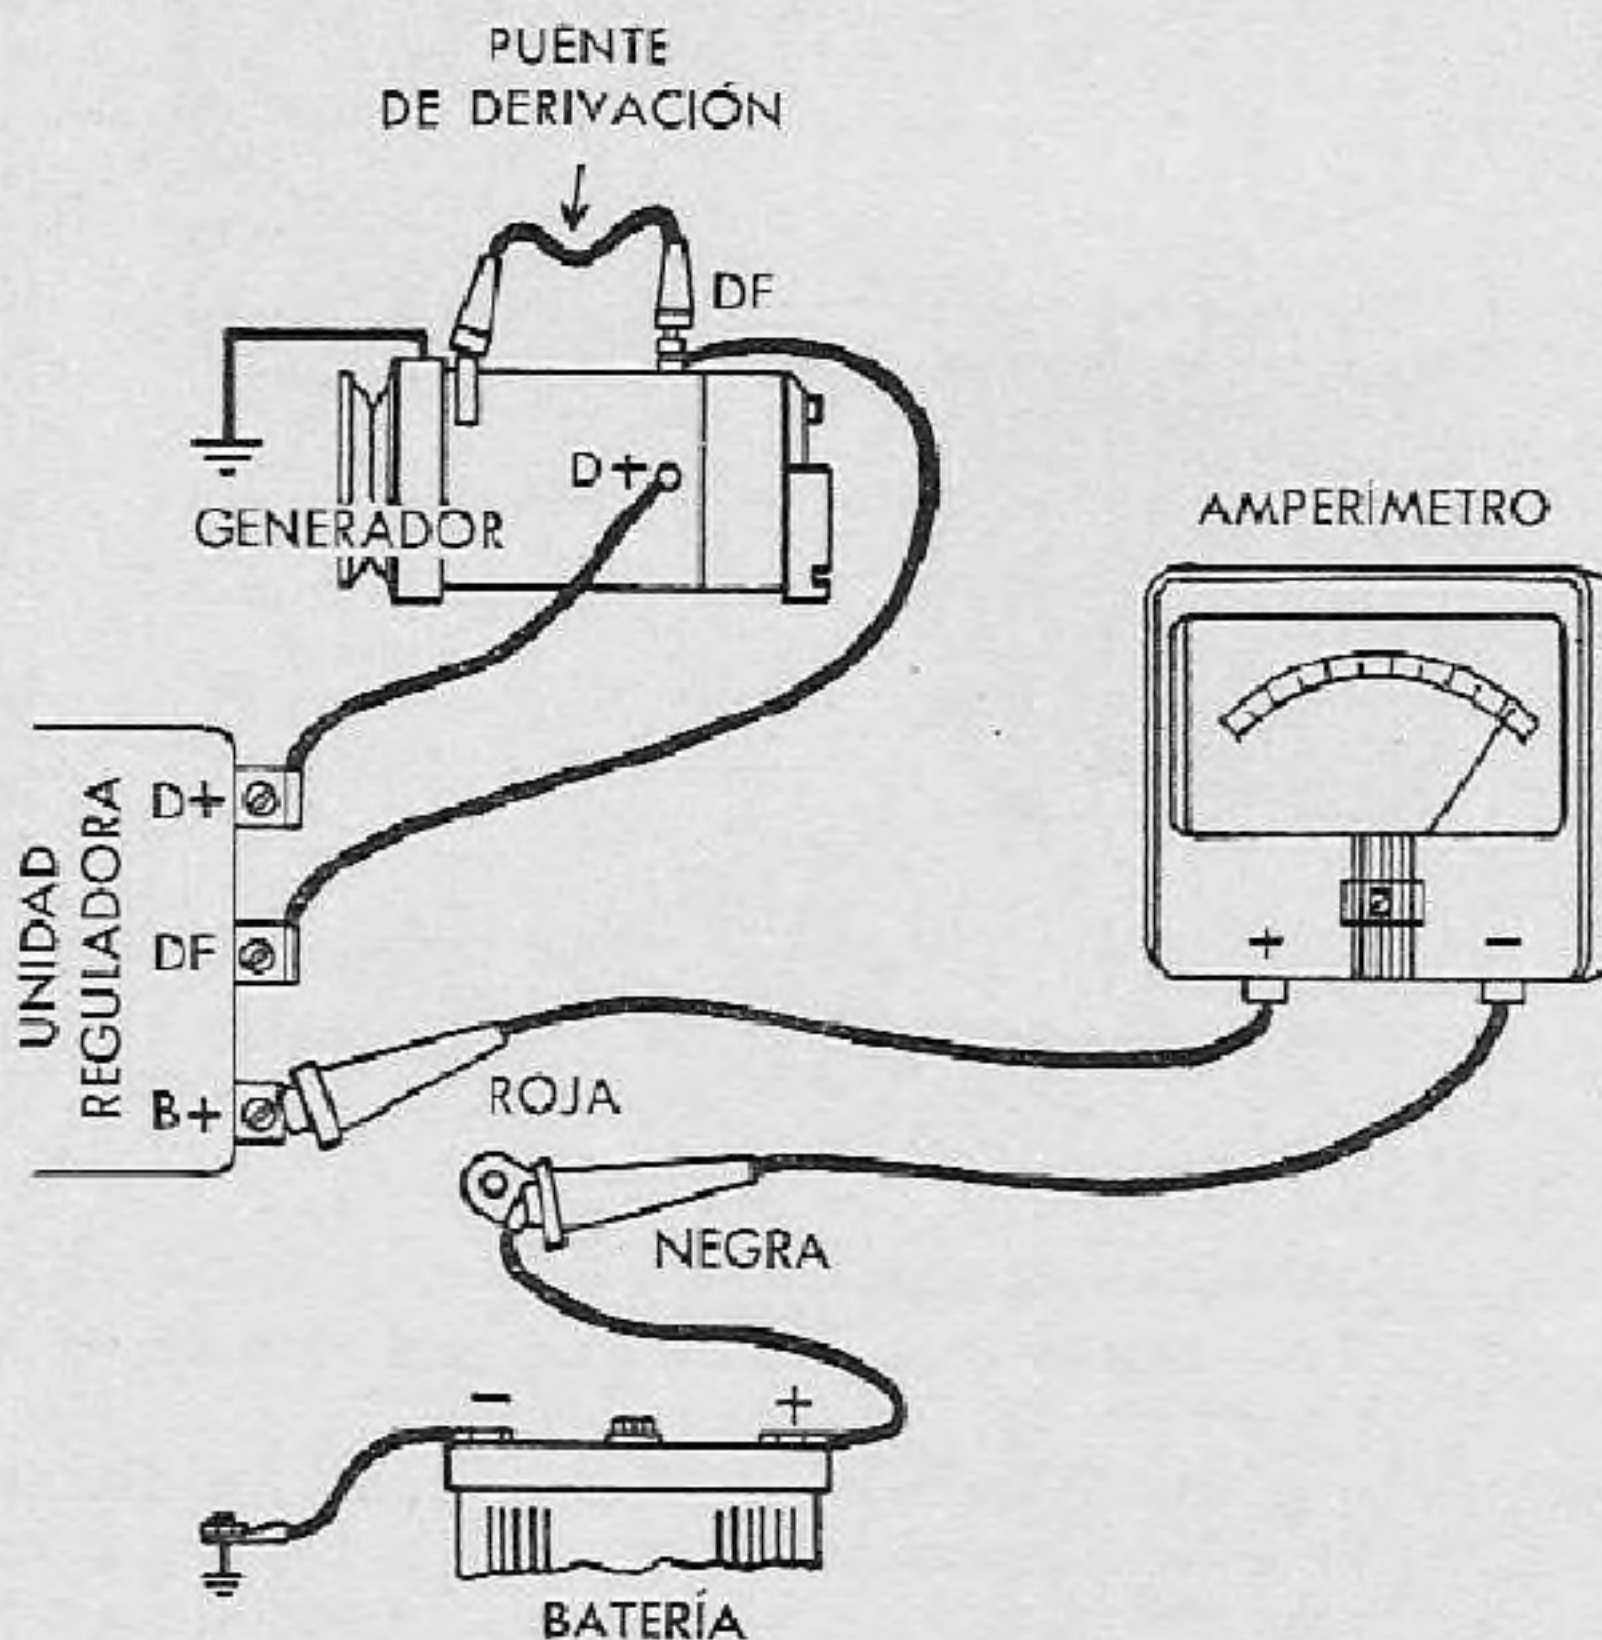 PUENTE
DE DERIVACIÓN
DF
D+
GENERADOR
AMPERÍMETRO
UNIDAD
REGULADORA
D+
DF
B+
+
−
ROJA
NEGRA
−
+
BATERÍA